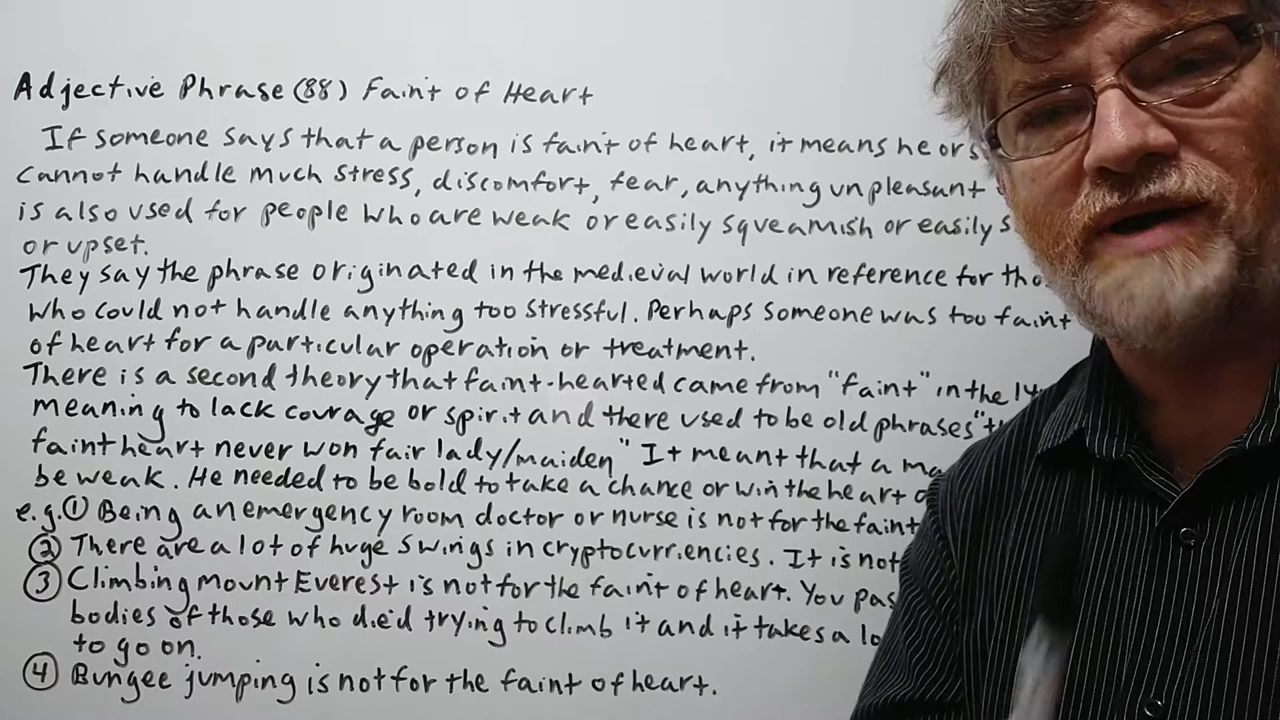 Adjective Phrase (88) Faint of Heart
If someone says that a person is faint of heart, it means he or
cannot handle much stress, discomfort, fear, anything unpleasant
is also used for people who are weak or easily squeamish or easily
or upset.
They say the phrase originated in the medieval world in reference for
who could not handle anything too stressful. Perhaps someone was too faint
of heart for a particular operation or treatment.
There is a second theory that faint-hearted came from "faint" in the
meaning to lack courage or spirit and there used to be old phrases
faint heart never won fair lady/maiden" It meant that a
be weak. He needed to be bold to take a chance or win the heart
e.g. ① Being an emergency room doctor or nurse is not for the faint
② There are a lot of huge swings in cryptocurrencies. It is not
③ Climbing Mount Everest is not for the faint of heart. You
bodies of those who died trying to climb it and it takes a
to go on.
④ Bungee jumping is not for the faint of heart.